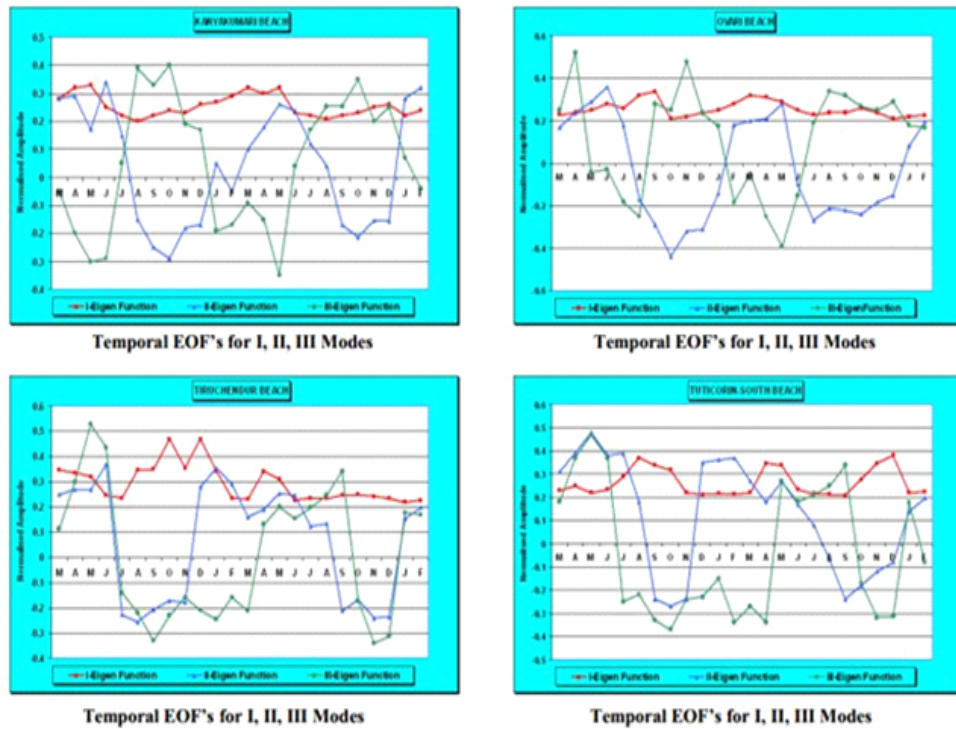 KANYAKUMARI BEACH
Normalised Amplitude
0.5
0.4
0.3
0.2
0.1
0
-0.1
-0.2
-0.3
-0.4
M A M J J A S O N D J F M A M J J A S O N D J F
I-Eigen Function II-Eigen Function III-Eigen Function
Temporal EOF's for I, II, III Modes
OVARI BEACH
Normalised Amplitude
0.6
0.4
0.2
0
-0.2
-0.4
-0.6
M A M J J A S O N D J F M A M J J A S O N D J F
I-Eigen Function II-Eigen Function III-EigenFunction
Temporal EOF's for I, II, III Modes
TIRUCHENDUR BEACH
Normalised Amplitude
0.6
0.5
0.4
0.3
0.2
0.1
0
-0.1
-0.2
-0.3
-0.4
M A M J J A S O N D J F M A M J J A S O N D J F
I-Eigen Function II-Eigen Function III-Eigen Function
Temporal EOF's for I, II, III Modes
TUTICORIN-SOUTH BEACH
Normalised Amplitude
0.6
0.5
0.4
0.3
0.2
0.1
0
-0.1
-0.2
-0.3
-0.4
-0.5
M A M J J A S O N D J F M A M J J A S O N D J F
I-Eigen Function II-Eigen Function III-Eigen Function
Temporal EOF's for I, II, III Modes